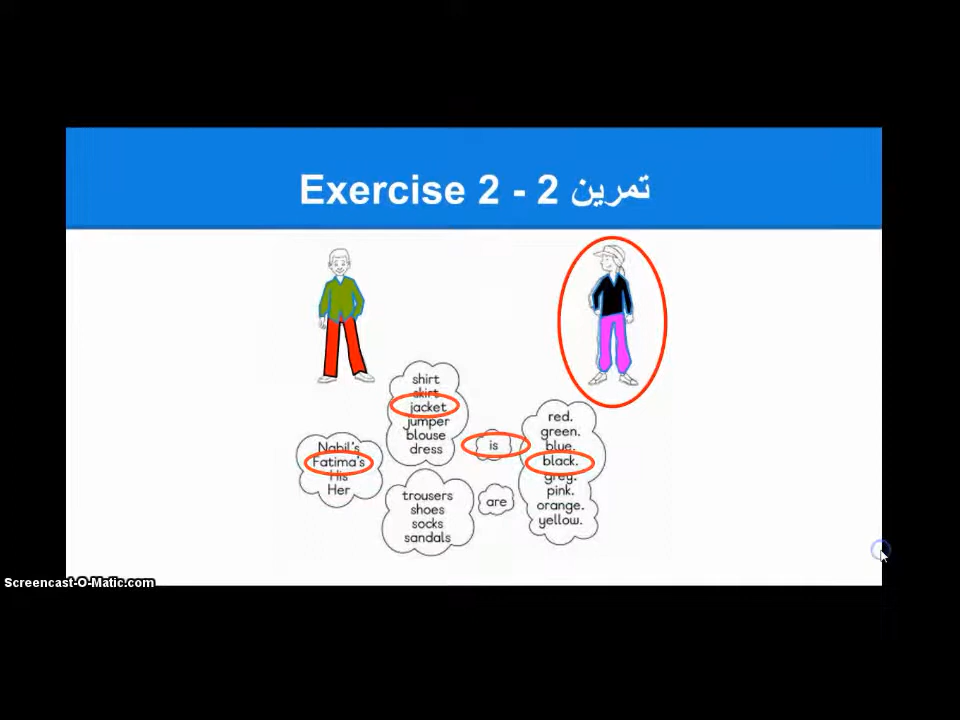 Exercise 2 - 2 تمرين
shirt
skirt
jacket
jumper
blouse
dress
Nabil's
Fatima's
His
Her
is
red.
green.
blue.
black.
grey.
pink.
orange.
yellow.
trousers
shoes
socks
sandals
are
Screencast-O-Matic.com